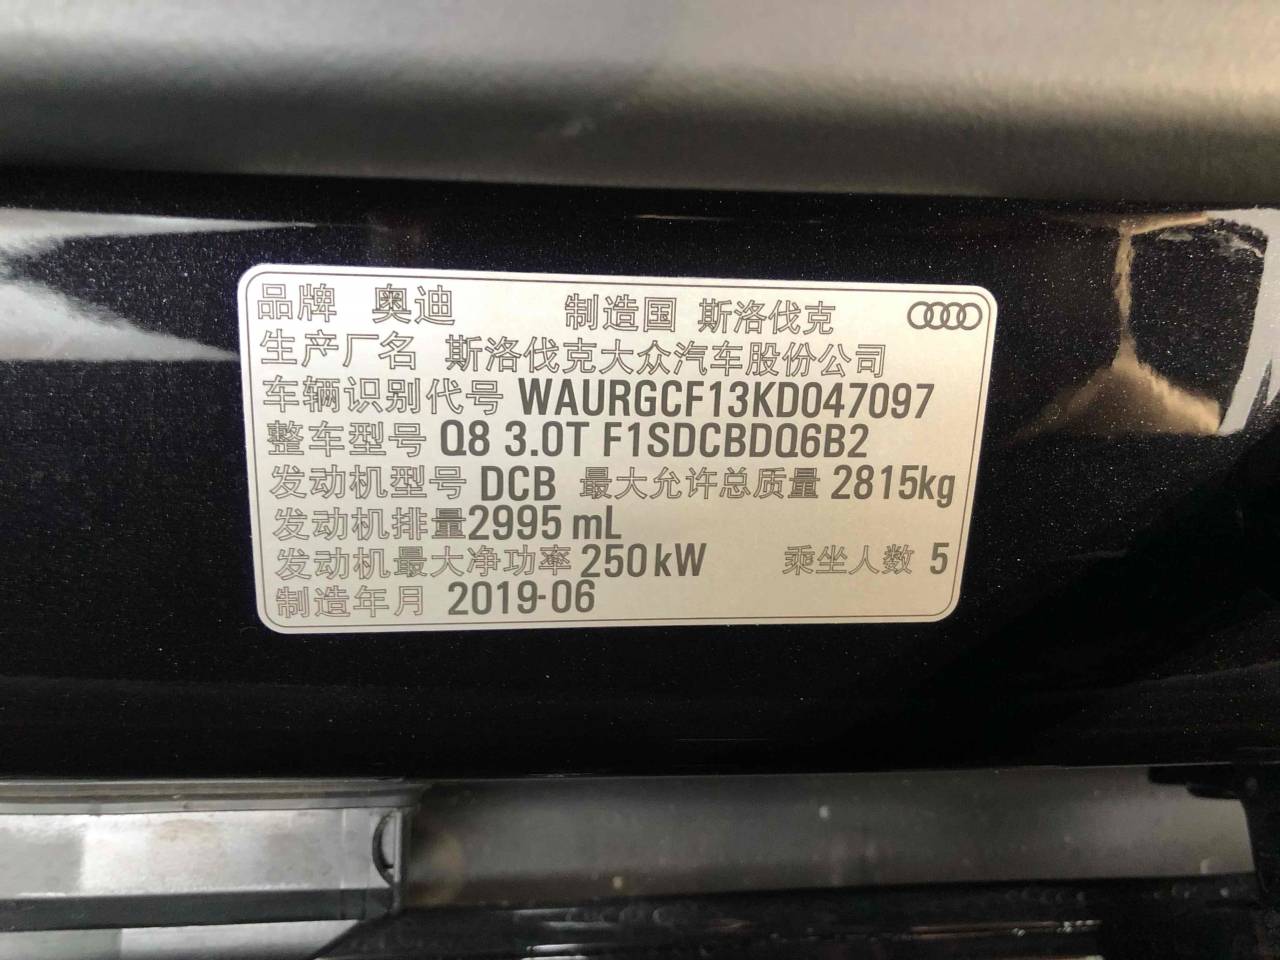 品牌 奥迪 制造国 斯洛伐克
生产厂名 斯洛伐克大众汽车股份公司
车辆识别代号 WAURGCF13KD047097
整车型号 Q8 3.0T F1SDCBDQ6B2
发动机型号 DCB 最大允许总质量 2815kg
发动机排量2995 mL
发动机最大净功率 250 kW 乘坐人数 5
制造年月 2019-06